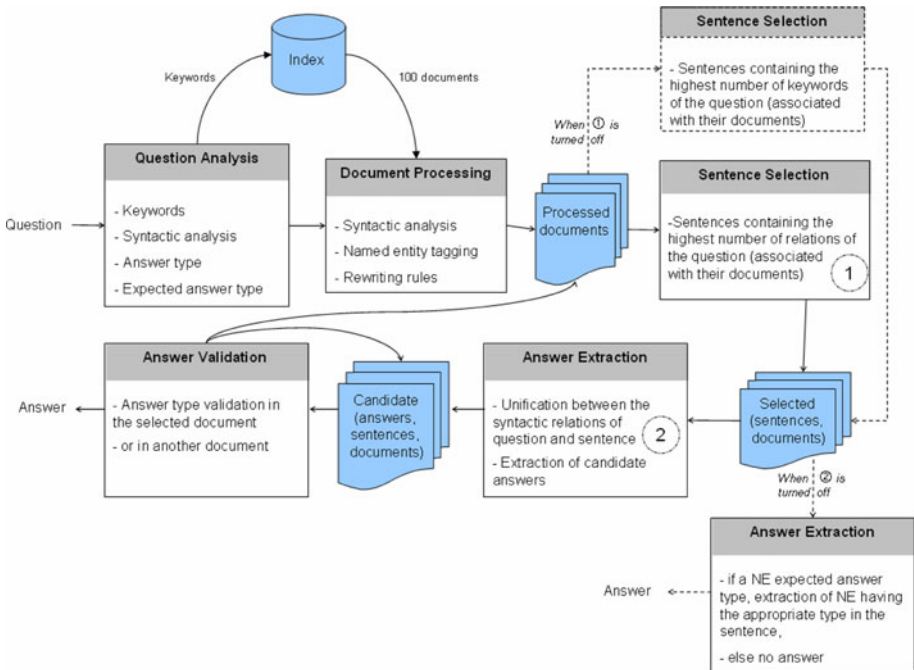 Index
Keywords
100 documents
Sentence Selection
- Sentences containing the
highest number of keywords
of the question (associated
with their documents)
When ① is
turned off
Question
Question Analysis
- Keywords
- Syntactic analysis
- Answer type
- Expected answer type
Document Processing
- Syntactic analysis
- Named entity tagging
- Rewriting rules
Processed
documents
Sentence Selection
-Sentences containing the
highest number of relations of
the question (associated
with their documents)
1
Answer
Answer Validation
- Answer type validation in
the selected document
- or in another document
Candidate
(answers,
sentences,
documents)
Answer Extraction
- Unification between the
syntactic relations of
question and sentence
- Extraction of candidate
answers
2
Selected
(sentences,
documents)
When ② is
turned off
Answer
Answer Extraction
- if a NE expected answer
type, extraction of NE having
the appropriate type in the
sentence,
- else no answer